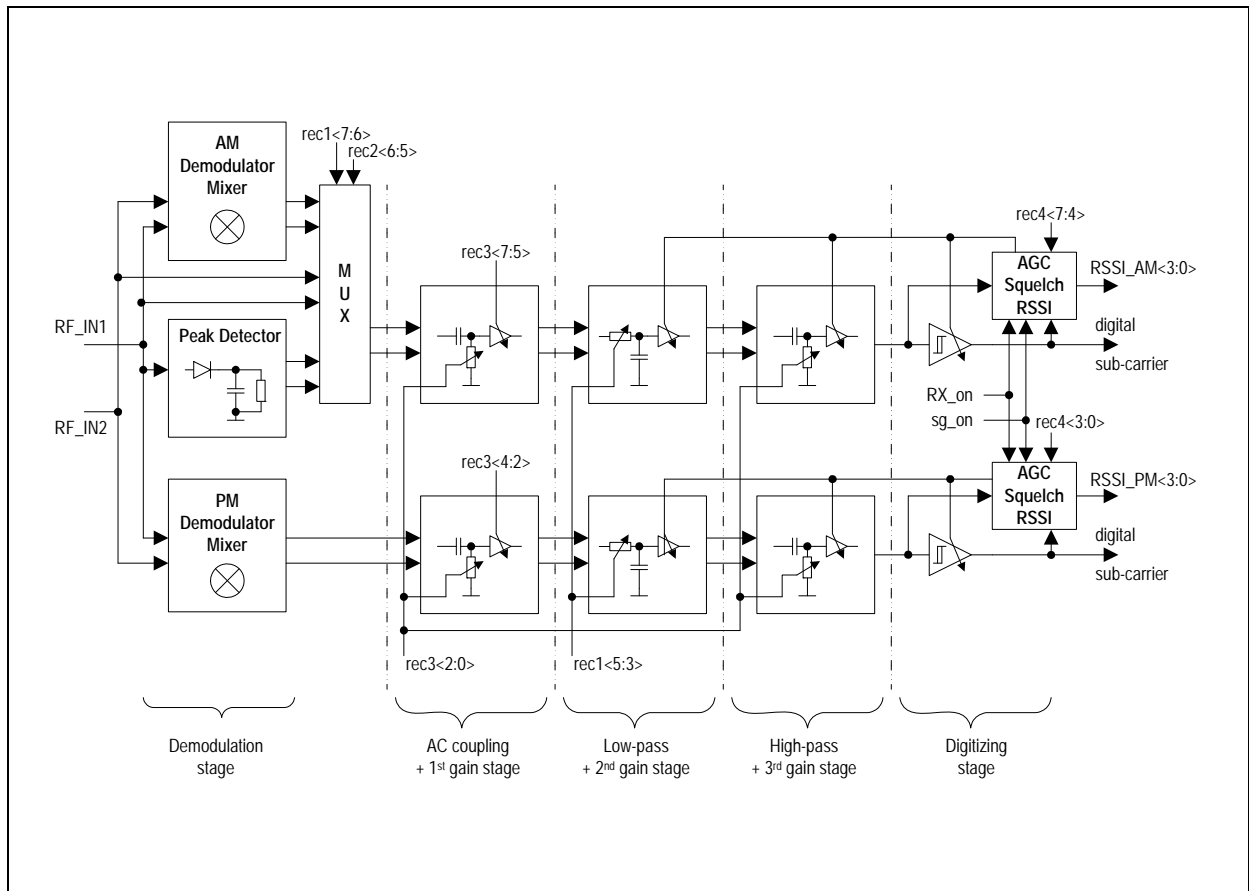 AM
Demodulator
Mixer
rec1<7:6>
rec2<6:5>
M
U
X
RF_IN1
Peak Detector
RF_IN2
PM
Demodulator
Mixer
rec3<7:5>
rec3<4:2>
rec3<2:0>
rec1<5:3>
rec4<7:4>
AGC
Squelch
RSSI
RSSI_AM<3:0>
digital
sub-carrier
RX_on
sg_on
rec4<3:0>
AGC
Squelch
RSSI
RSSI_PM<3:0>
digital
sub-carrier
Demodulation
stage
AC coupling
+ 1st gain stage
Low-pass
+ 2nd gain stage
High-pass
+ 3rd gain stage
Digitizing
stage